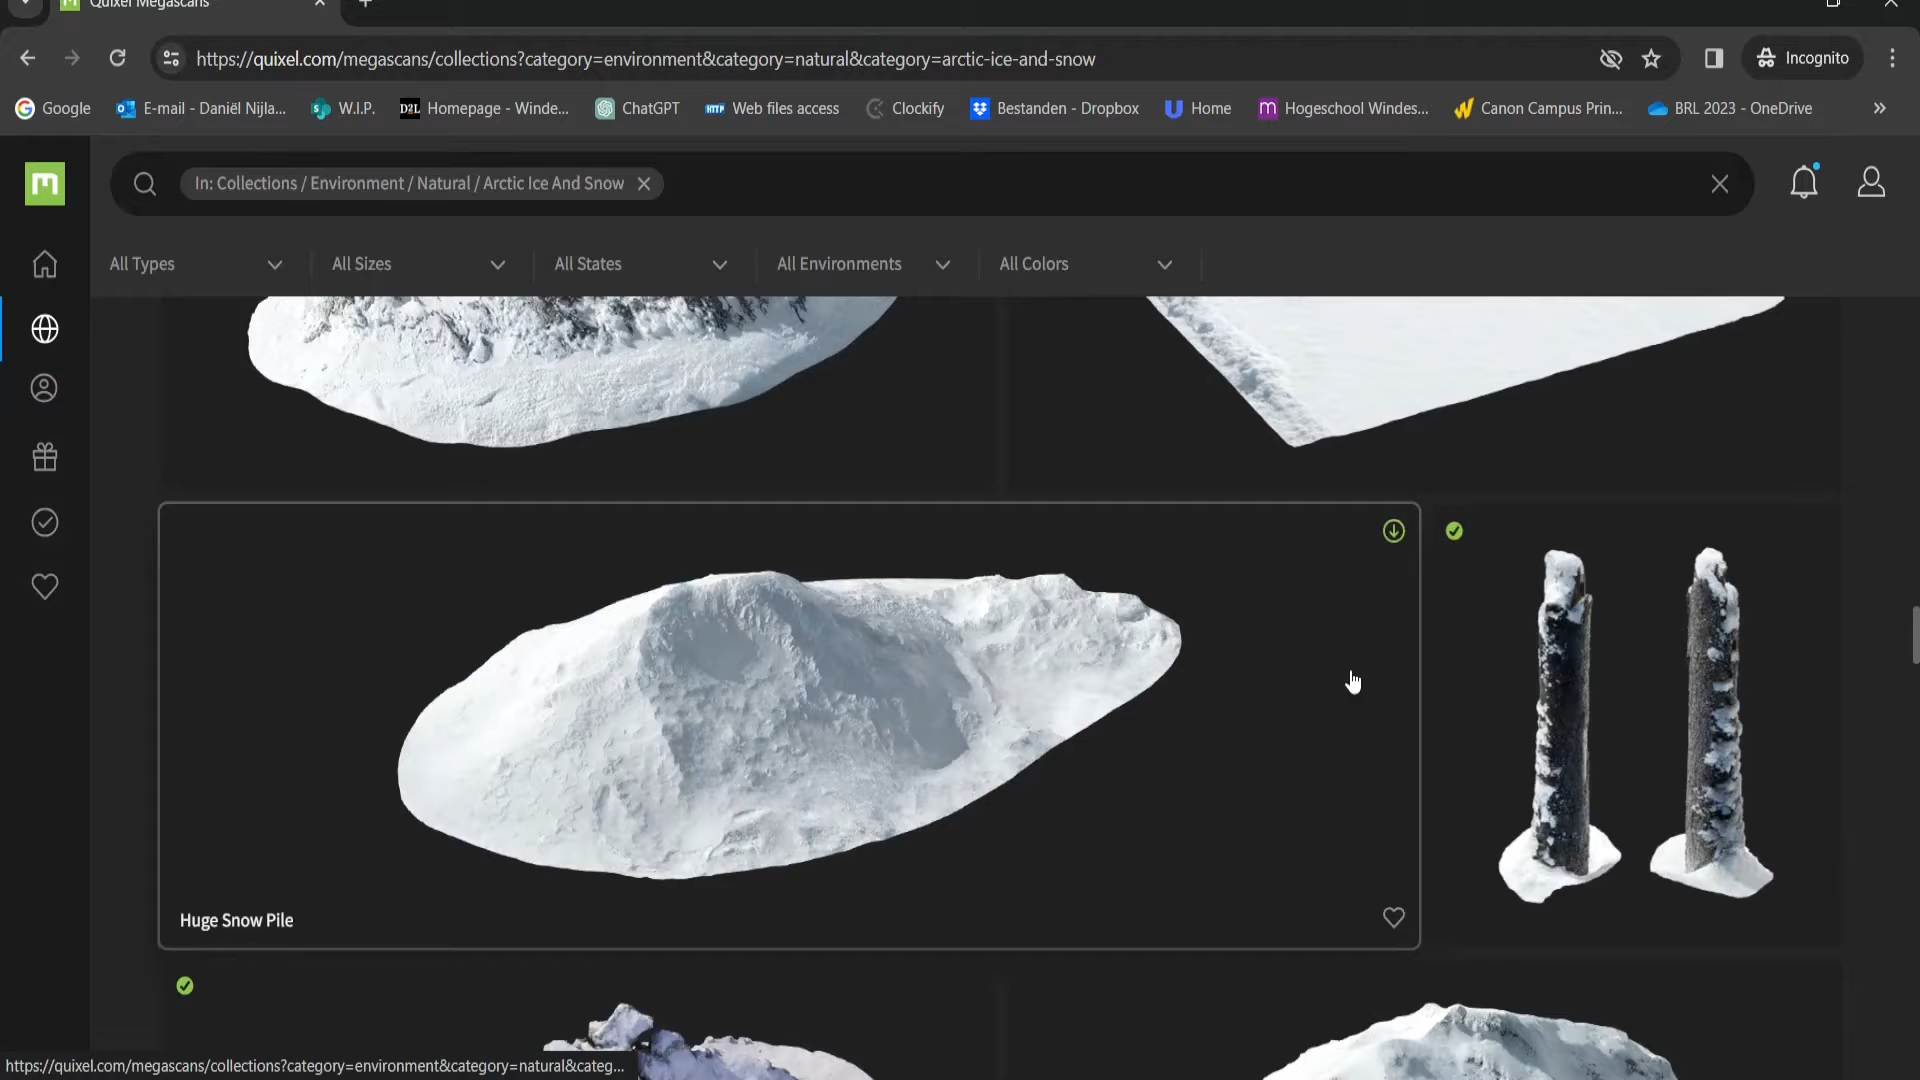 Quixel Megascans
https://quixel.com/megascans/collections?category=environment&category=natural&category=arctic-ice-and-snow
Incognito
Google
E-mail - Daniël Nijla...
W.I.P.
D2L Homepage - Winde...
ChatGPT
HTTP Web files access
Clockify
Bestanden - Dropbox
Home
Hogeschool Windes...
Canon Campus Prin...
BRL 2023 - OneDrive
In: Collections / Environment / Natural / Arctic Ice And Snow
All Types
All Sizes
All States
All Environments
All Colors
Huge Snow Pile
https://quixel.com/megascans/collections?category=environment&category=natural&categ...